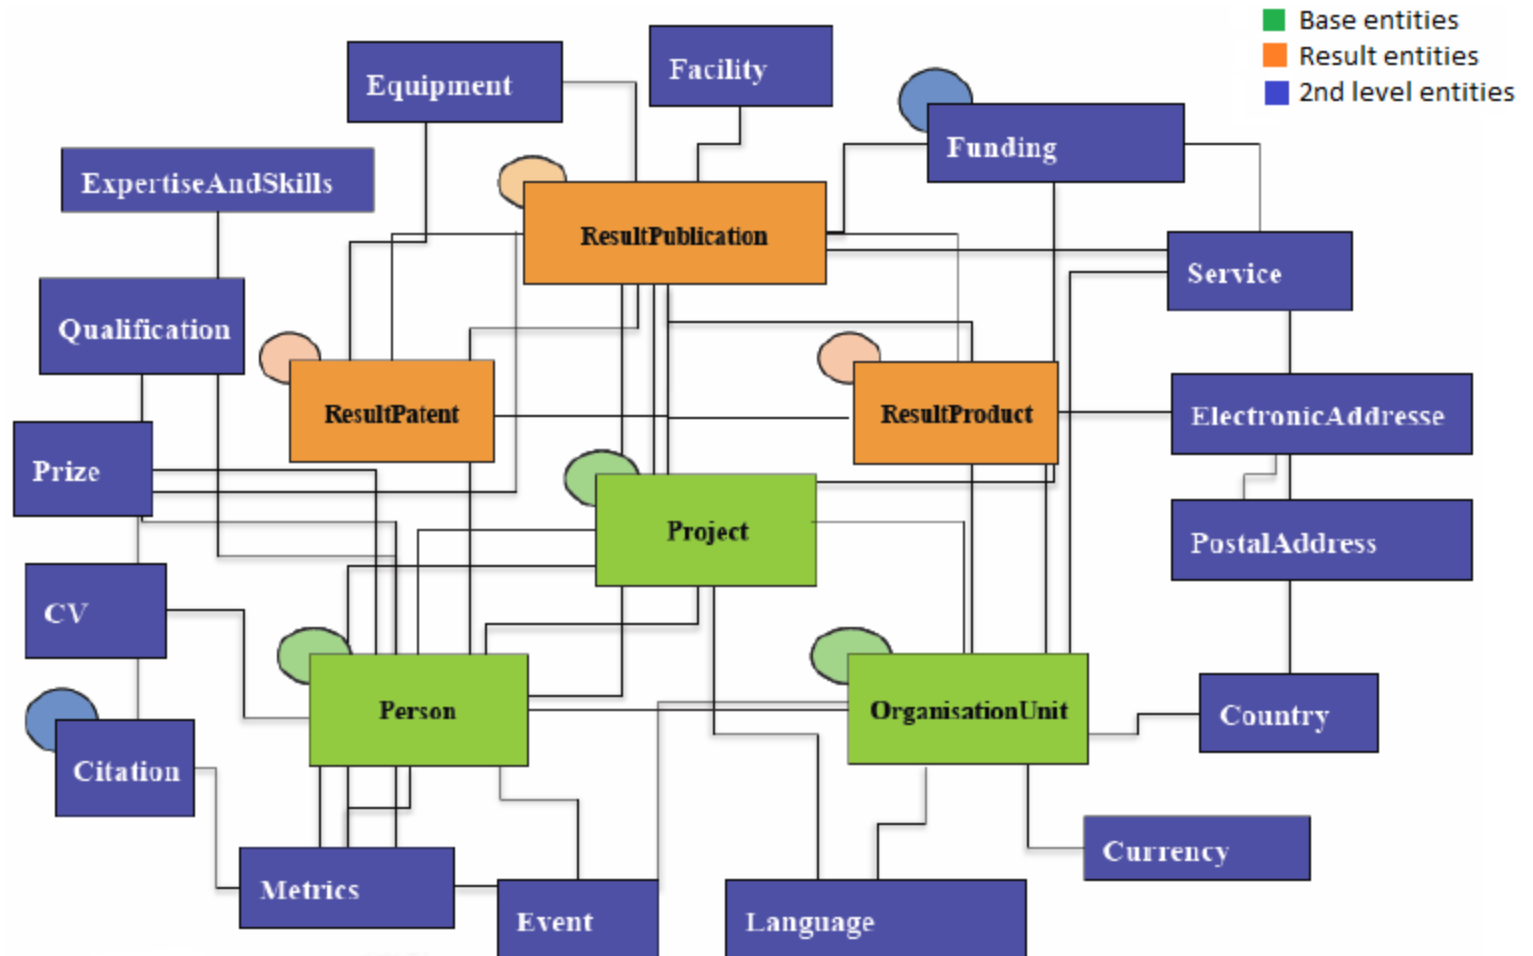 Base entities
Result entities
2nd level entities
Equipment
Facility
Funding
ExpertiseAndSkills
ResultPublication
Service
Qualification
ResultPatent
ResultProduct
ElectronicAddresse
Prize
Project
PostalAddress
CV
Person
OrganisationUnit
Country
Citation
Currency
Metrics
Event
Language